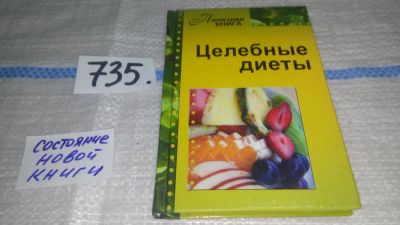 735.
СОСТОЯНИЕ
НОВОЙ
КНИГИ
Полезная
КНИГА
Целебные
диеты